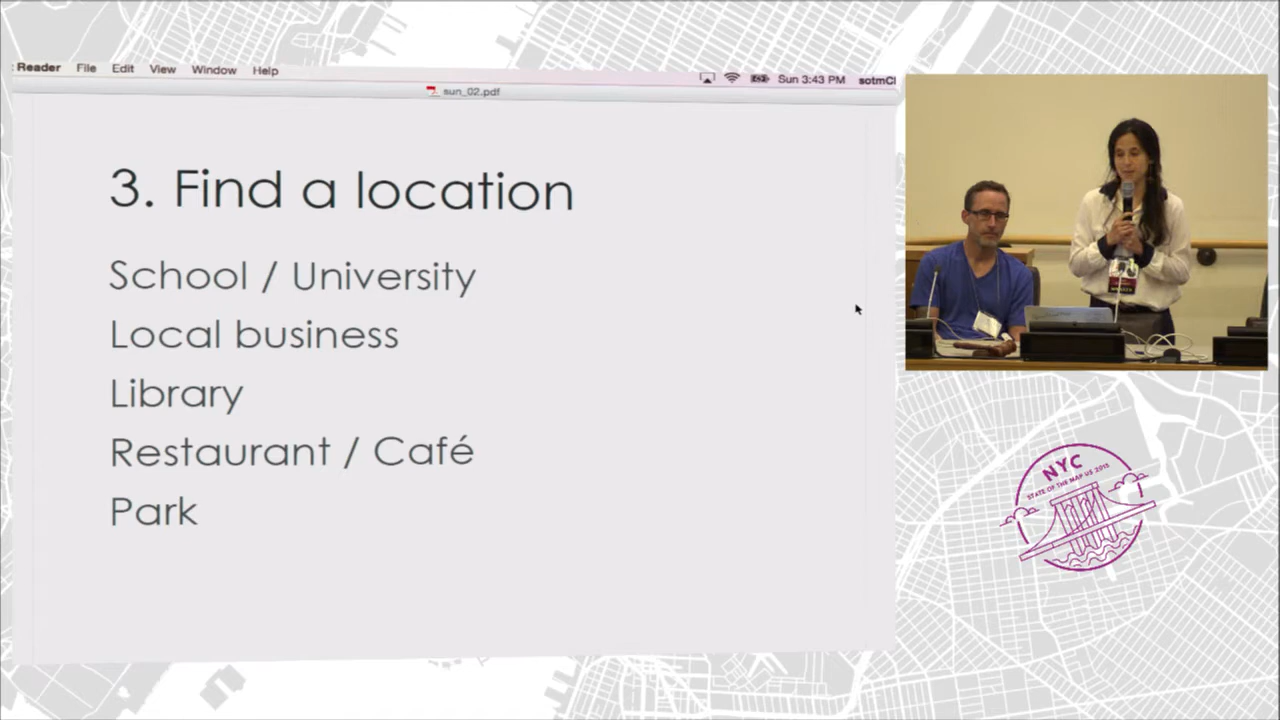 Reader File Edit View Window Help Sun 3:43 PM sotmCl
sun_02.pdf
3. Find a location
School / University
Local business
Library
Restaurant / Café
Park
NYC
STATE OF THE MAP US 2015